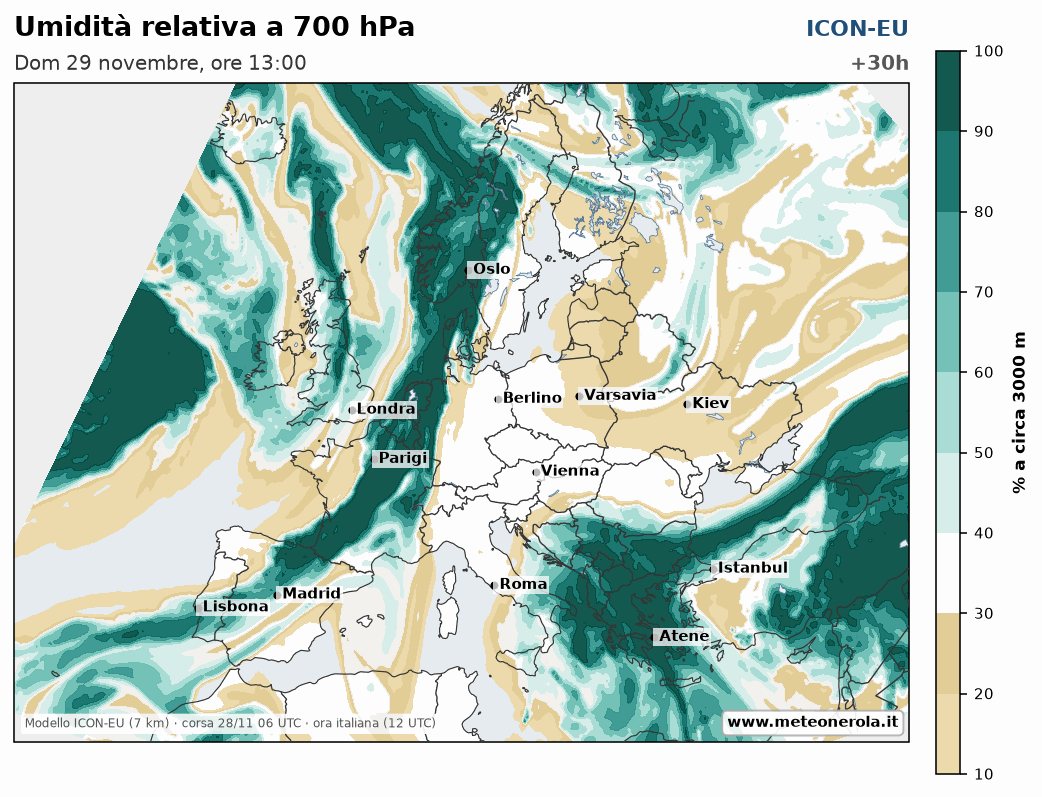 Umidità relativa a 700 hPa
ICON-EU
Dom 29 novembre, ore 13:00
+30h
100
90
80
70
60
50
40
30
20
10
% a circa 3000 m
Oslo
Berlino
Varsavia
Kiev
Londra
Parigi
Vienna
Istanbul
Roma
Madrid
Lisbona
Atene
Modello ICON-EU (7 km) · corsa 28/11 06 UTC · ora italiana (12 UTC)
www.meteonerola.it